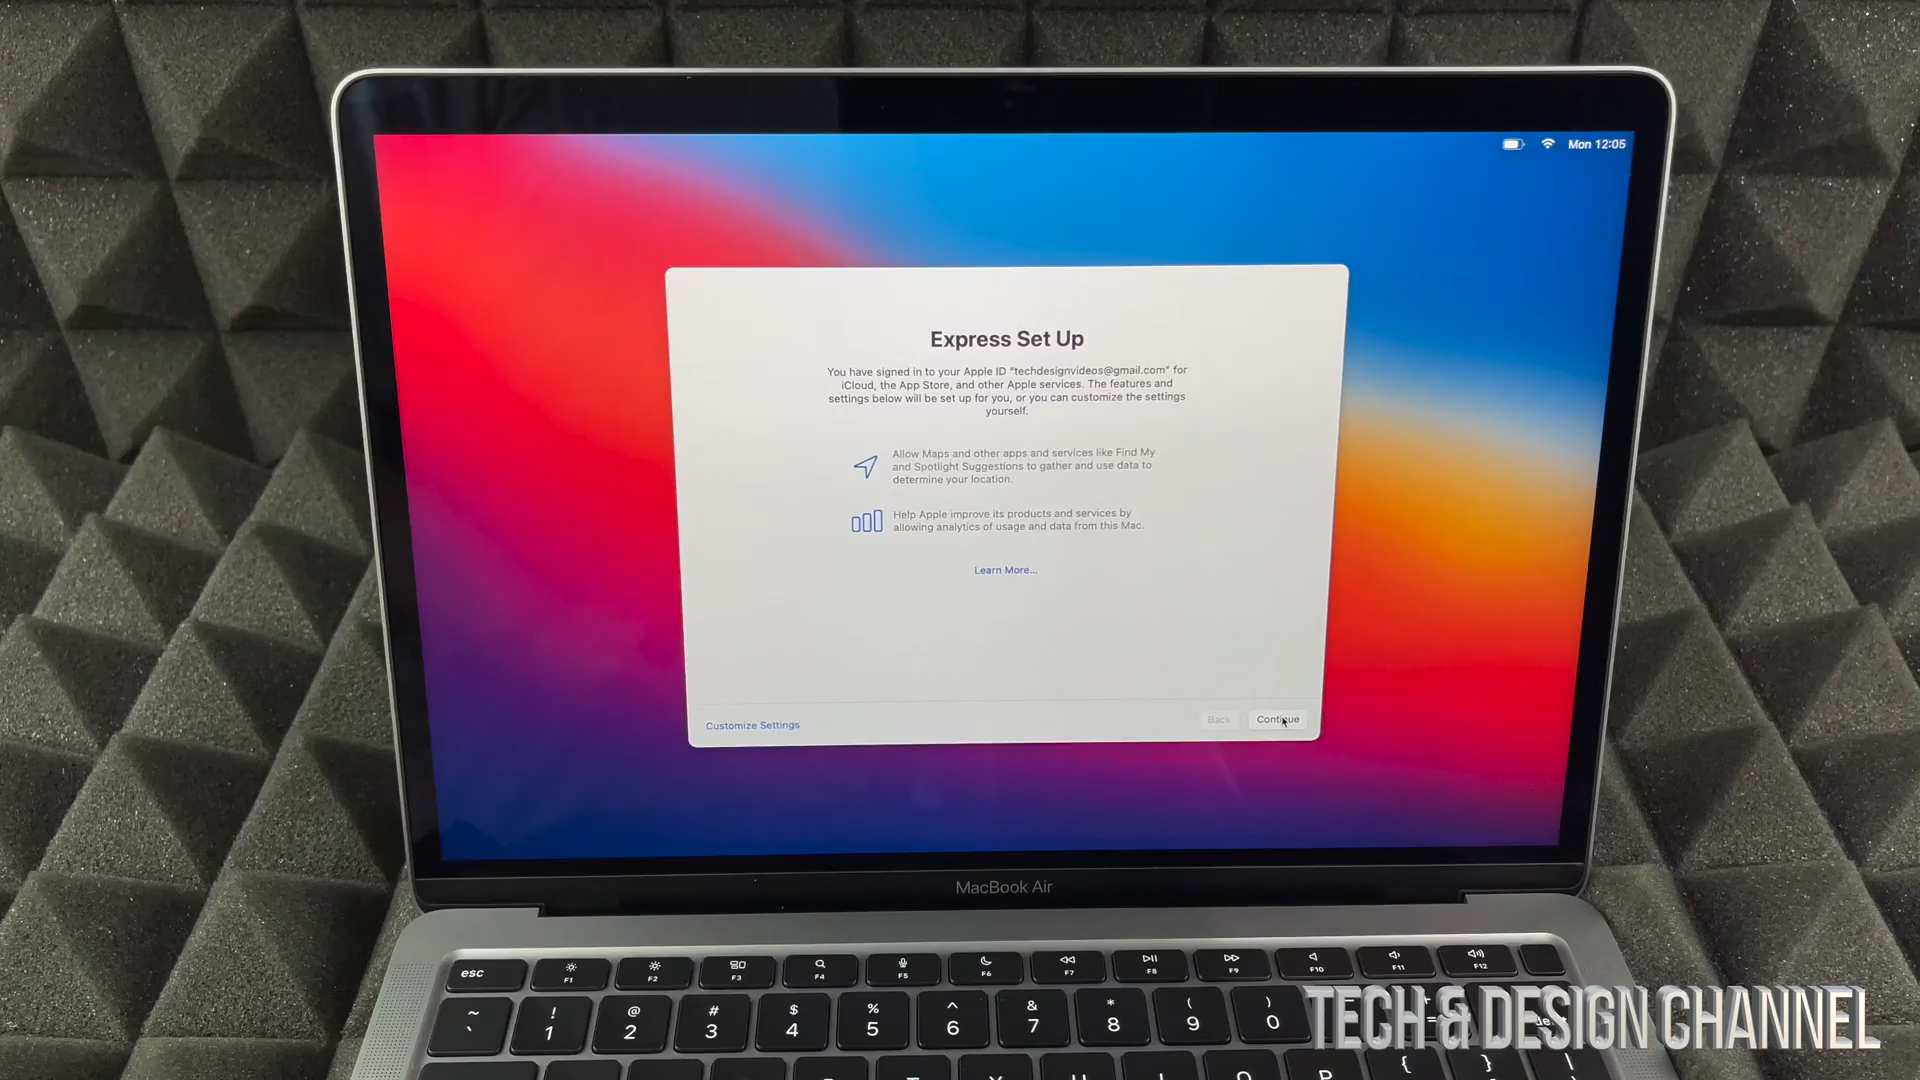 Mon 12:05
Express Set Up
You have signed in to your Apple ID "techdesignvideos@gmail.com" for
iCloud, the App Store, and other Apple services. The features and
settings below will be set up for you, or you can customize the settings
yourself.
Allow Maps and other apps and services like Find My
and Spotlight Suggestions to gather and use data to
determine your location.
Help Apple improve its products and services by
allowing analytics of usage and data from this Mac.
Learn More...
Customize Settings
Back
Continue
MacBook Air
esc F1 F2 F3 F4 F5 F6 F7 F8 F9 F10 F11 F12
~ ! @ # $ % ^ & * ( )
` 1 2 3 4 5 6 7 8 9 0
{ }
TECH & DESIGN CHANNEL